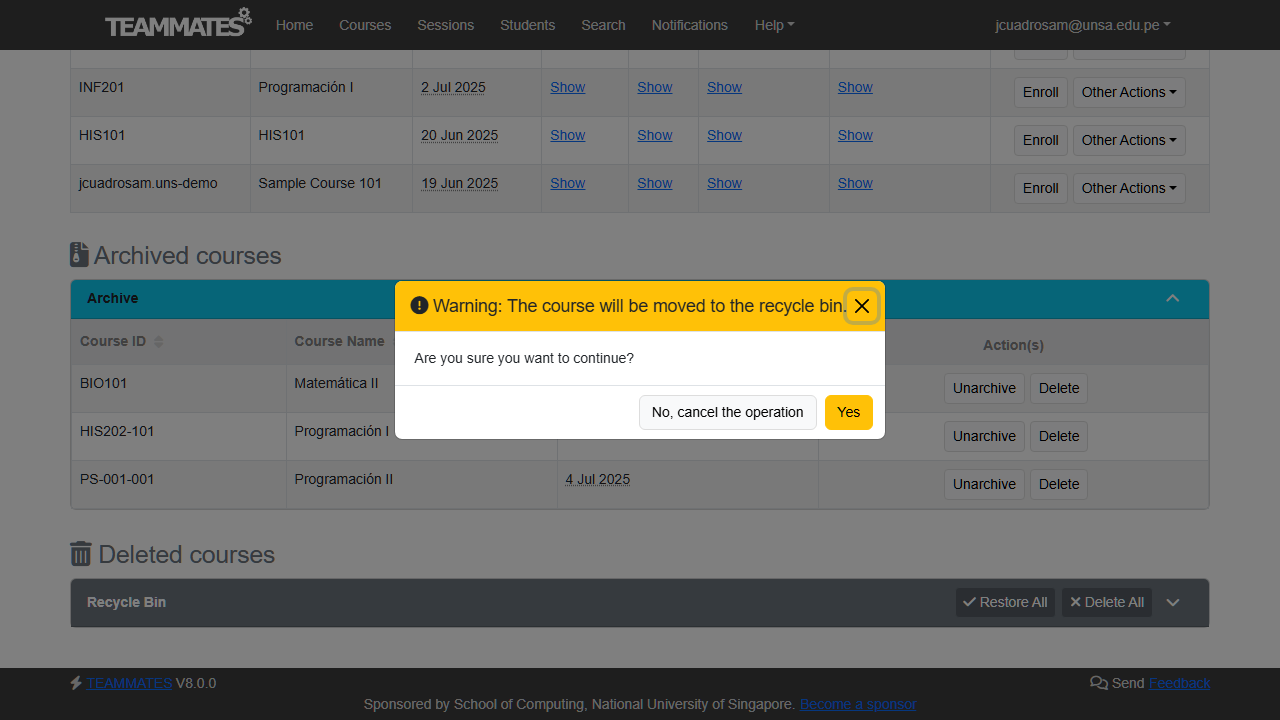 TEAMMATES Home Courses Sessions Students Search Notifications Help jcuadrosam@unsa.edu.pe
INF201 Programación I 2 Jul 2025 Show Show Show Show Enroll Other Actions
HIS101 HIS101 20 Jun 2025 Show Show Show Show Enroll Other Actions
jcuadrosam.uns-demo Sample Course 101 19 Jun 2025 Show Show Show Show Enroll Other Actions
Archived courses
Archive
Warning: The course will be moved to the recycle bin.
Are you sure you want to continue?
No, cancel the operation Yes
Course ID Course Name Action(s)
BIO101 Matemática II Unarchive Delete
HIS202-101 Programación I Unarchive Delete
PS-001-001 Programación II 4 Jul 2025 Unarchive Delete
Deleted courses
Recycle Bin Restore All Delete All
TEAMMATES V8.0.0 Send Feedback
Sponsored by School of Computing, National University of Singapore. Become a sponsor